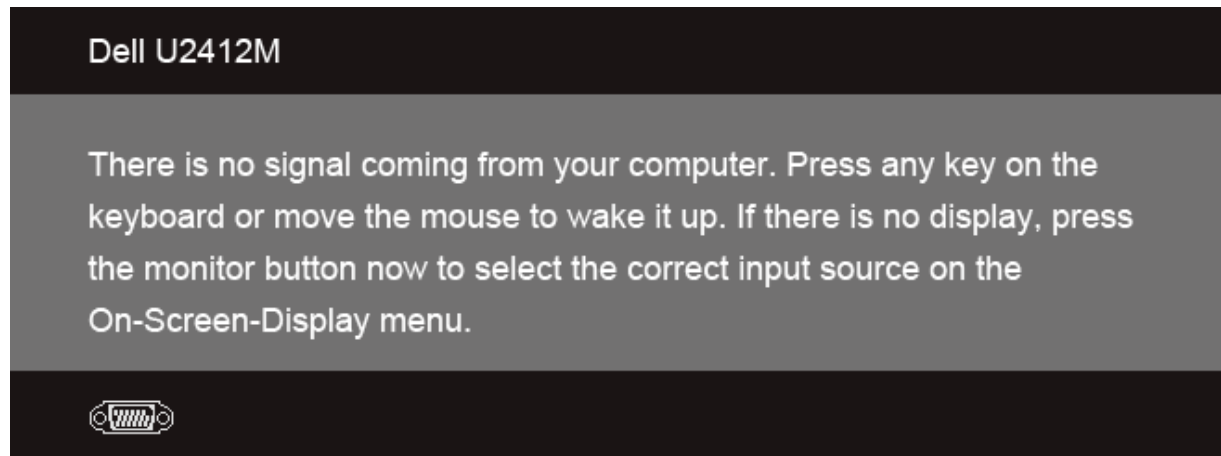 Dell U2412M
There is no signal coming from your computer. Press any key on the
keyboard or move the mouse to wake it up. If there is no display, press
the monitor button now to select the correct input source on the
On-Screen-Display menu.